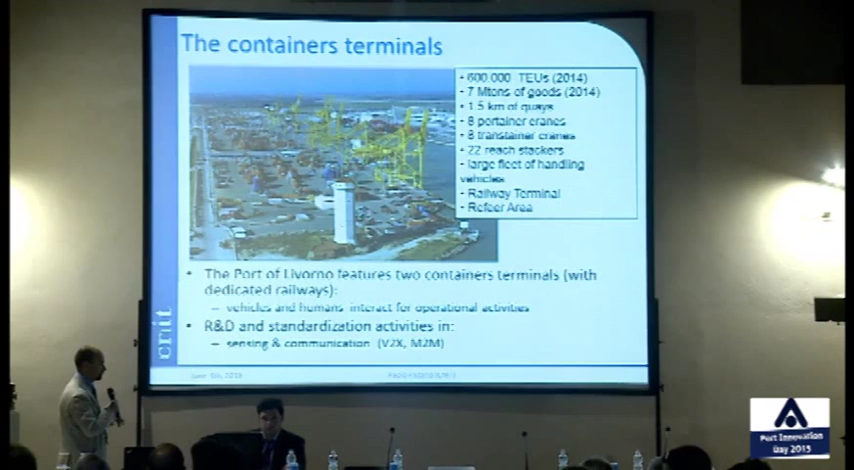 The containers terminals
- 600.000 TEUs (2014)
- 7 Mtons of goods (2014)
- 1.5 km of quays
- 8 portainer cranes
- 8 transtainer cranes
- 22 reach stackers
- large fleet of handling
vehicles
- Railway Terminal
- Reefer Area
• The Port of Livorno features two containers terminals (with
dedicated railways):
– vehicles and humans interact for operational activities
• R&D and standardization activities in:
– sensing & communication (V2X, M2M)
cnit
Port Innovation
Day 2015